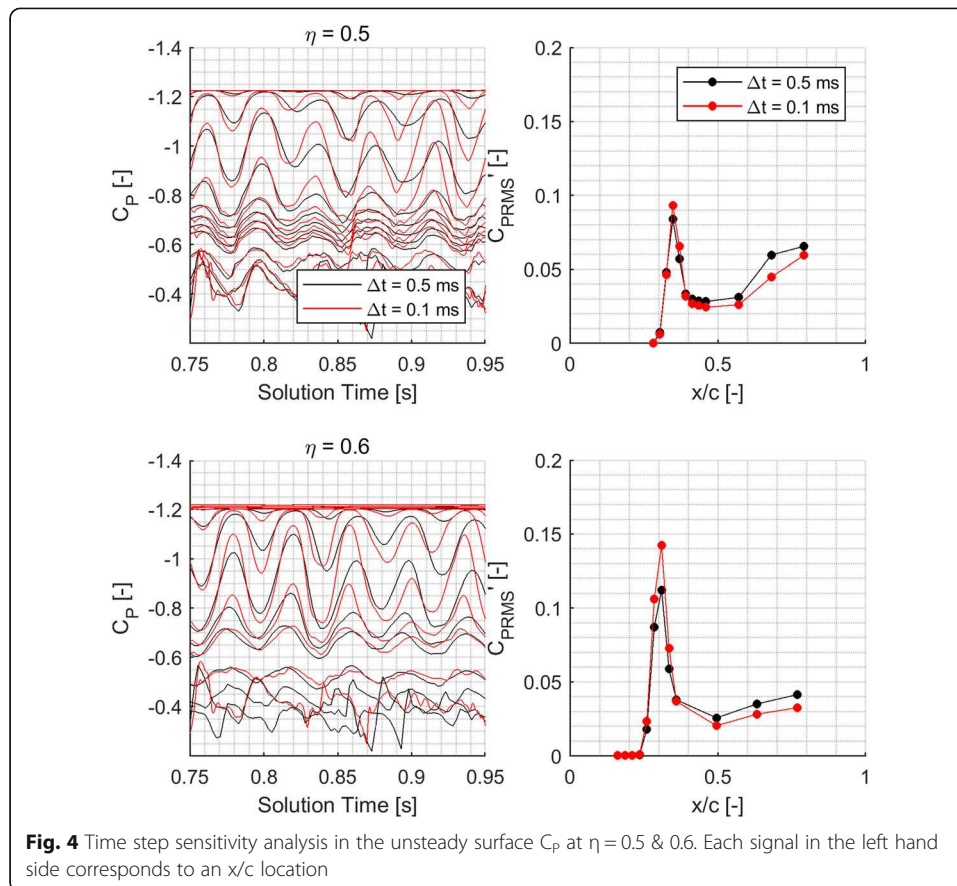 η = 0.5
-1.4
-1.2
-1
-0.8
-0.6
-0.4
C_P [-]
Δt = 0.5 ms
Δt = 0.1 ms
0.75 0.8 0.85 0.9 0.95
Solution Time [s]
0.2
0.15
0.1
0.05
0
C_PRMS' [-]
Δt = 0.5 ms
Δt = 0.1 ms
0 0.5 1
x/c [-]
η = 0.6
-1.4
-1.2
-1
-0.8
-0.6
-0.4
C_P [-]
0.75 0.8 0.85 0.9 0.95
Solution Time [s]
0.2
0.15
0.1
0.05
0
C_PRMS' [-]
0 0.5 1
x/c [-]
Fig. 4 Time step sensitivity analysis in the unsteady surface C_P at η = 0.5 & 0.6. Each signal in the left hand
side corresponds to an x/c location